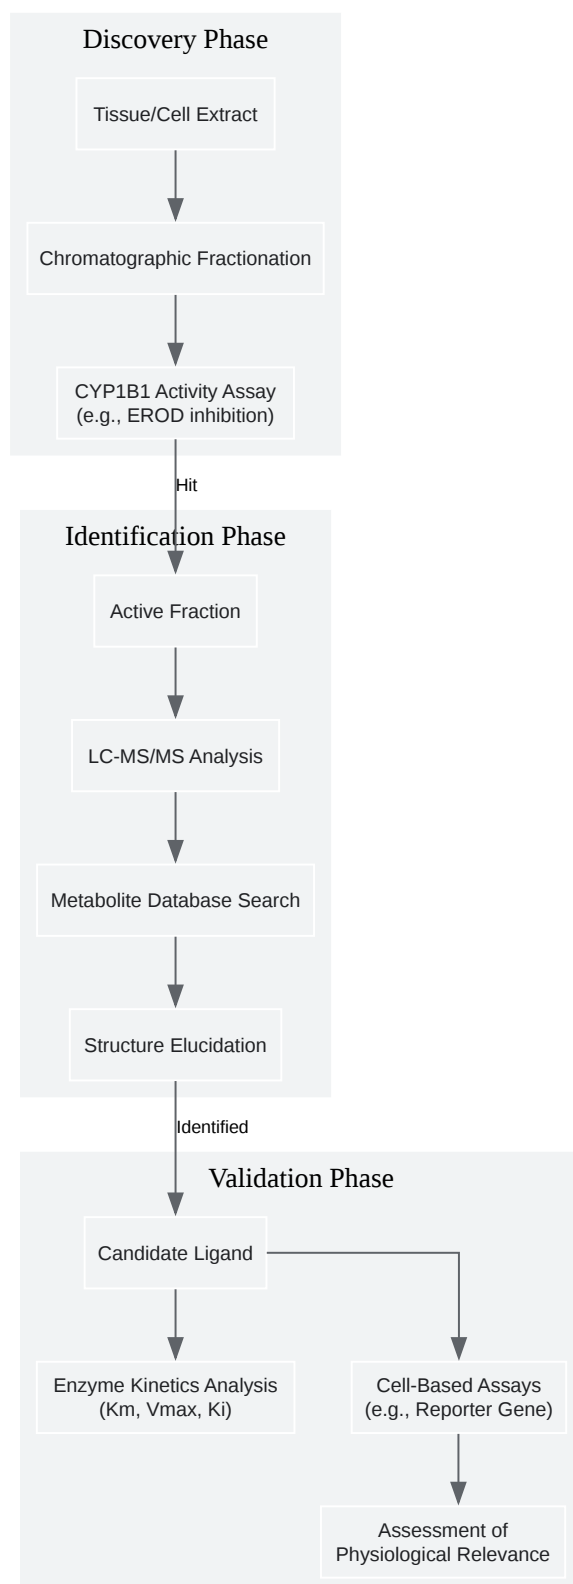 Discovery Phase
Tissue/Cell Extract
Chromatographic Fractionation
CYP1B1 Activity Assay
(e.g., EROD inhibition)
Hit
Identification Phase
Active Fraction
LC-MS/MS Analysis
Metabolite Database Search
Structure Elucidation
Identified
Validation Phase
Candidate Ligand
Enzyme Kinetics Analysis
(Km, Vmax, Ki)
Cell-Based Assays
(e.g., Reporter Gene)
Assessment of
Physiological Relevance